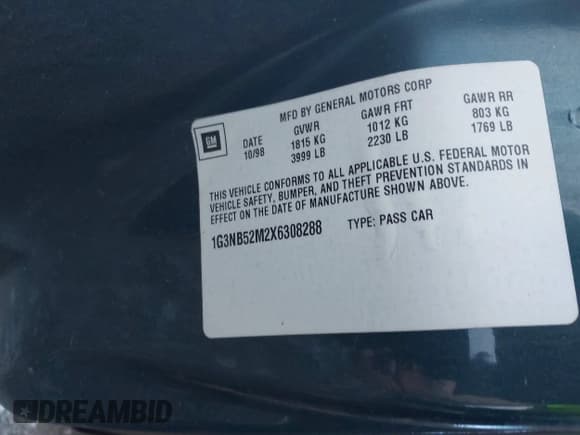 MFD BY GENERAL MOTORS CORP
GM
DATE GVWR GAWR FRT GAWR RR
10/98 1815 KG 1012 KG 803 KG
3999 LB 2230 LB 1769 LB
THIS VEHICLE CONFORMS TO ALL APPLICABLE U.S. FEDERAL MOTOR
VEHICLE SAFETY, BUMPER, AND THEFT PREVENTION STANDARDS IN
EFFECT ON THE DATE OF MANUFACTURE SHOWN ABOVE.
1G3NB52M2X6308288 TYPE: PASS CAR
DREAMBID